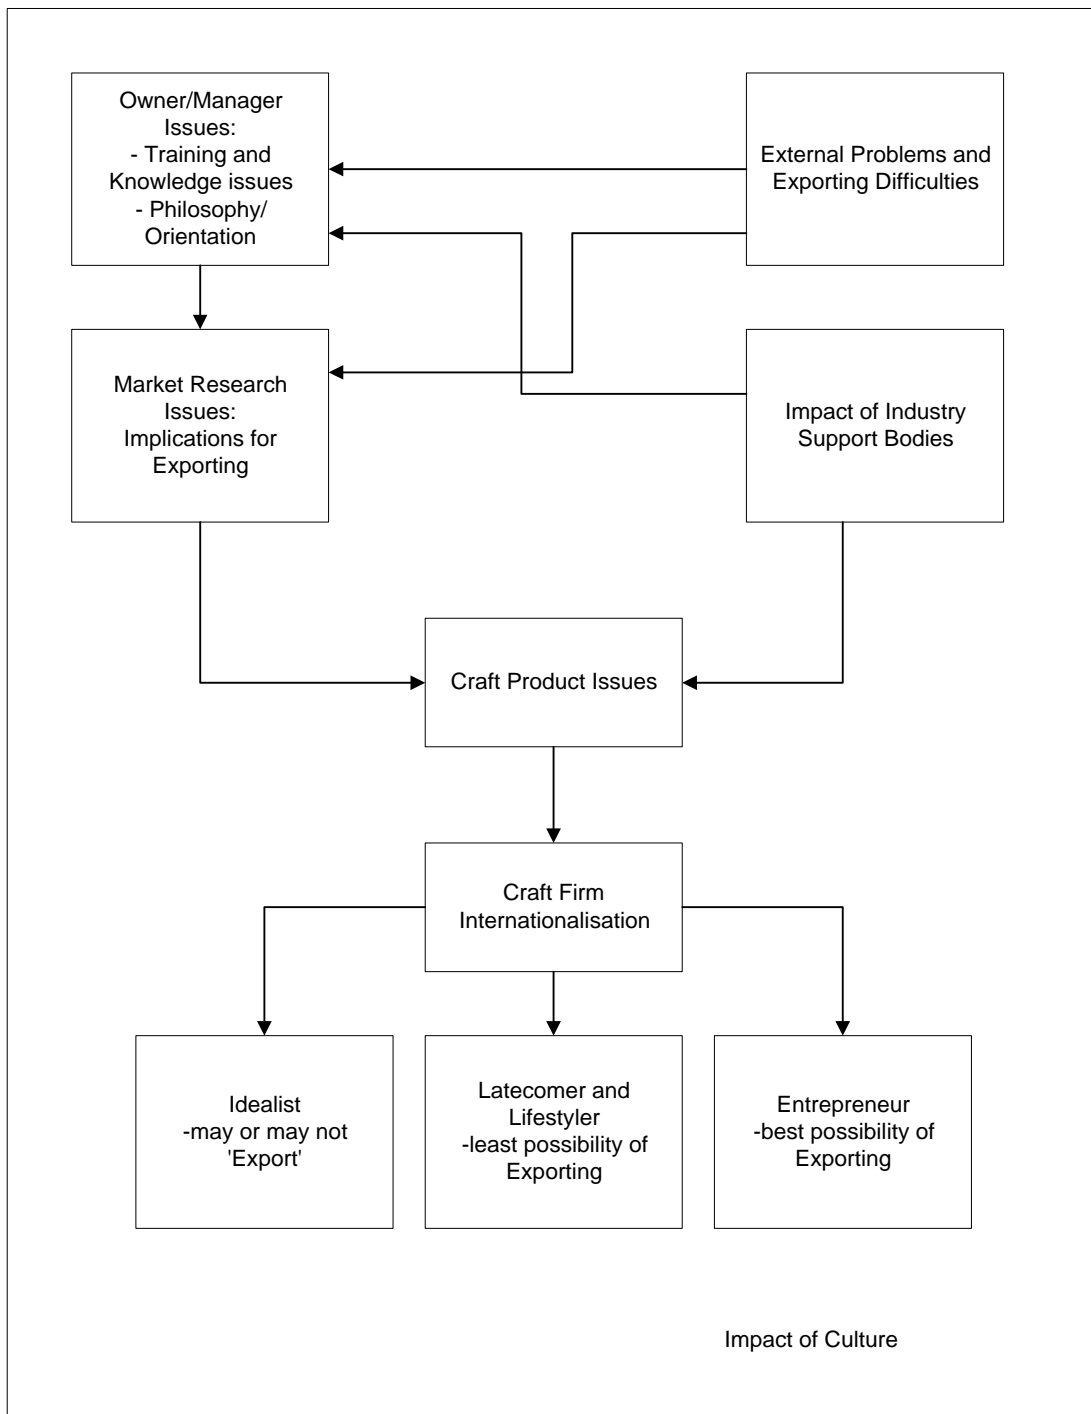 Owner/Manager
Issues:
- Training and
Knowledge issues
- Philosophy/
Orientation
External Problems and
Exporting Difficulties
Market Research
Issues:
Implications for
Exporting
Impact of Industry
Support Bodies
Craft Product Issues
Craft Firm
Internationalisation
Idealist
-may or may not
'Export'
Latecomer and
Lifestyler
-least possibility of
Exporting
Entrepreneur
-best possibility of
Exporting
Impact of Culture